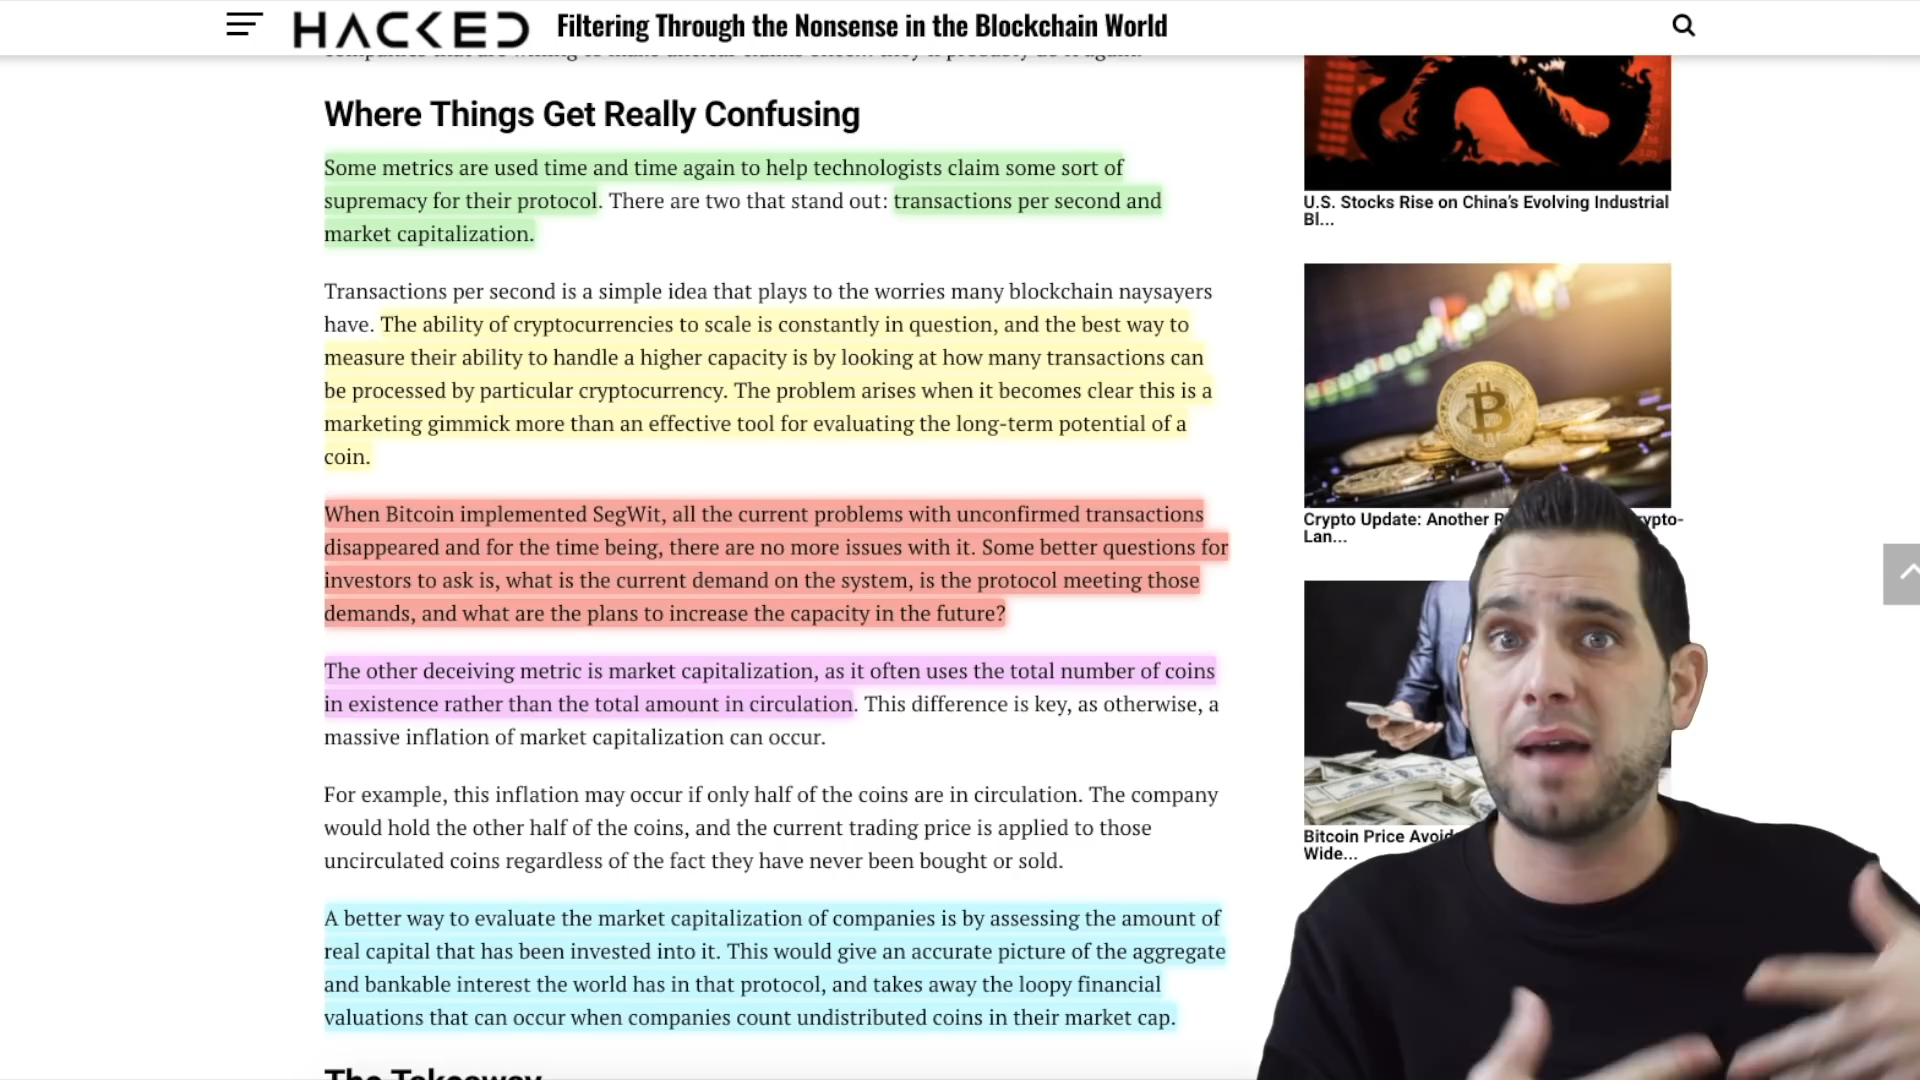 HACKED Filtering Through the Nonsense in the Blockchain World
Where Things Get Really Confusing
Some metrics are used time and time again to help technologists claim some sort of
supremacy for their protocol. There are two that stand out: transactions per second and
market capitalization.
Transactions per second is a simple idea that plays to the worries many blockchain naysayers
have. The ability of cryptocurrencies to scale is constantly in question, and the best way to
measure their ability to handle a higher capacity is by looking at how many transactions can
be processed by particular cryptocurrency. The problem arises when it becomes clear this is a
marketing gimmick more than an effective tool for evaluating the long-term potential of a
coin.
When Bitcoin implemented SegWit, all the current problems with unconfirmed transactions
disappeared and for the time being, there are no more issues with it. Some better questions for
investors to ask is, what is the current demand on the system, is the protocol meeting those
demands, and what are the plans to increase the capacity in the future?
The other deceiving metric is market capitalization, as it often uses the total number of coins
in existence rather than the total amount in circulation. This difference is key, as otherwise, a
massive inflation of market capitalization can occur.
For example, this inflation may occur if only half of the coins are in circulation. The company
would hold the other half of the coins, and the current trading price is applied to those
uncirculated coins regardless of the fact they have never been bought or sold.
A better way to evaluate the market capitalization of companies is by assessing the amount of
real capital that has been invested into it. This would give an accurate picture of the aggregate
and bankable interest the world has in that protocol, and takes away the loopy financial
valuations that can occur when companies count undistributed coins in their market cap.
The Takeaway
U.S. Stocks Rise on China's Evolving Industrial
Bl...
Crypto Update: Another
Lan...
Bitcoin Price
Wide...